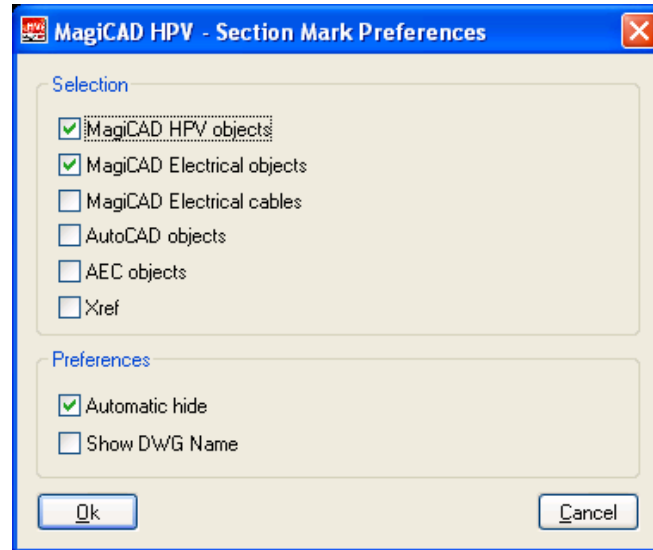 MagiCAD HPV - Section Mark Preferences
Selection
MagiCAD HPV objects
MagiCAD Electrical objects
MagiCAD Electrical cables
AutoCAD objects
AEC objects
Xref
Preferences
Automatic hide
Show DWG Name
Ok Cancel